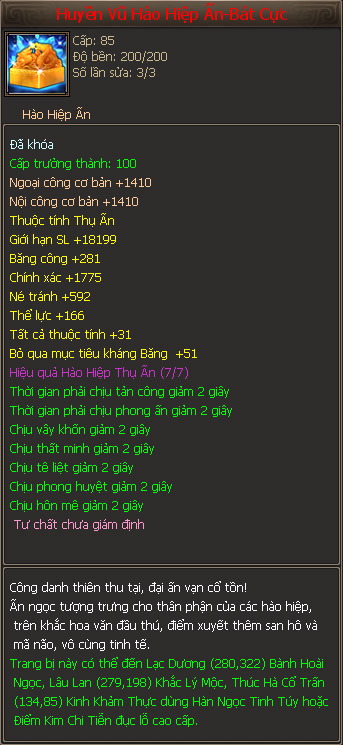 Huyền Vũ Hào Hiệp Ấn-Bát Cực
Cấp: 85
Độ bền: 200/200
Số lần sửa: 3/3
Hào Hiệp Ấn
Đã khóa
Cấp trưởng thành: 100
Ngoại công cơ bản +1410
Nội công cơ bản +1410
Thuộc tính Thụ Ấn
Giới hạn SL +18199
Băng công +281
Chính xác +1775
Né tránh +592
Thể lực +166
Tất cả thuộc tính +31
Bỏ qua mục tiêu kháng Băng +51
Hiệu quả Hào Hiệp Thụ Ấn (7/7)
Thời gian phải chịu tản công giảm 2 giây
Thời gian phải chịu phong ấn giảm 2 giây
Chịu vây khốn giảm 2 giây
Chịu thất minh giảm 2 giây
Chịu tê liệt giảm 2 giây
Chịu phong huyệt giảm 2 giây
Chịu hôn mê giảm 2 giây
Tư chất chưa giám định
Công danh thiên thu tại, đại ấn vạn cổ tồn!
Ấn ngọc tượng trưng cho thân phận của các hào hiệp,
trên khắc hoa văn đầu thú, điểm xuyết thêm san hô và
mã não, vô cùng tinh tế.
Trang bị này có thể đến Lạc Dương (280,322) Bành Hoài
Ngọc, Lâu Lan (279,198) Khắc Lý Mộc, Thúc Hà Cổ Trấn
(134,85) Kinh Khảm Thực dùng Hàn Ngọc Tinh Túy hoặc
Điểm Kim Chi Tiễn đục lỗ cao cấp.